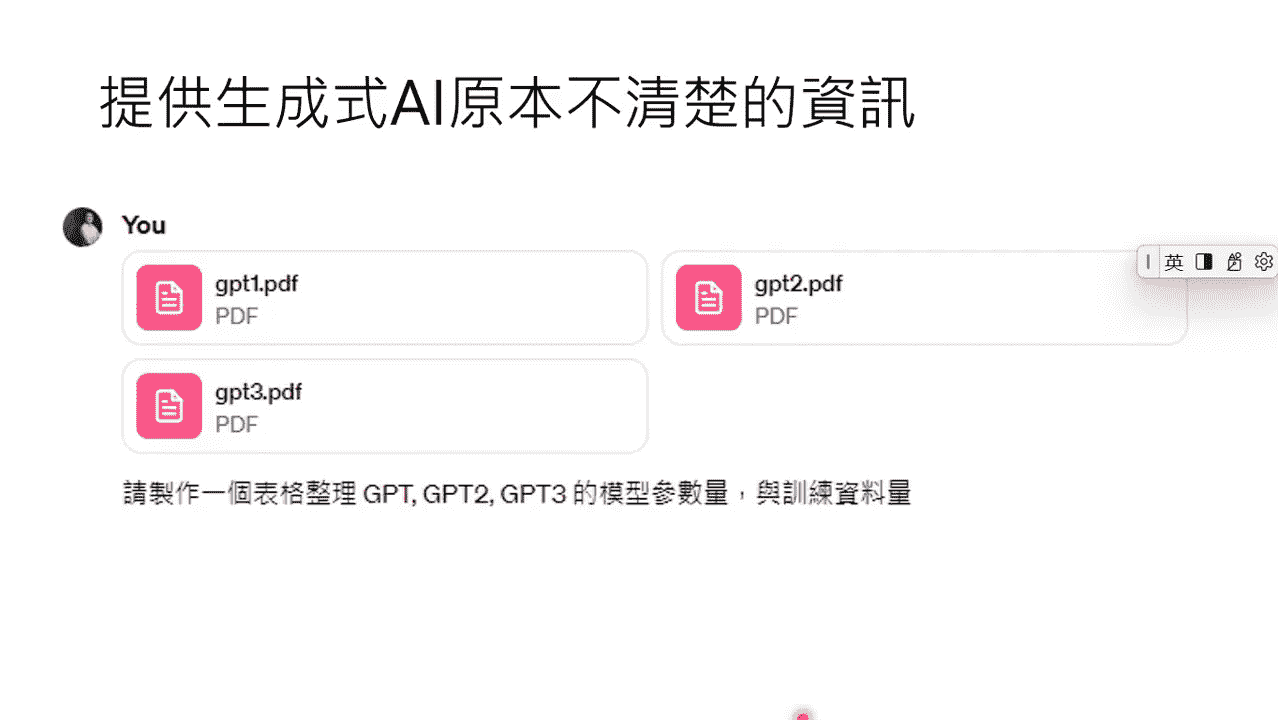 提供生成式AI原本不清楚的資訊
You
gpt1.pdf
PDF
gpt2.pdf
PDF
英
gpt3.pdf
PDF
請製作一個表格整理 GPT, GPT2, GPT3 的模型參數量，與訓練資料量